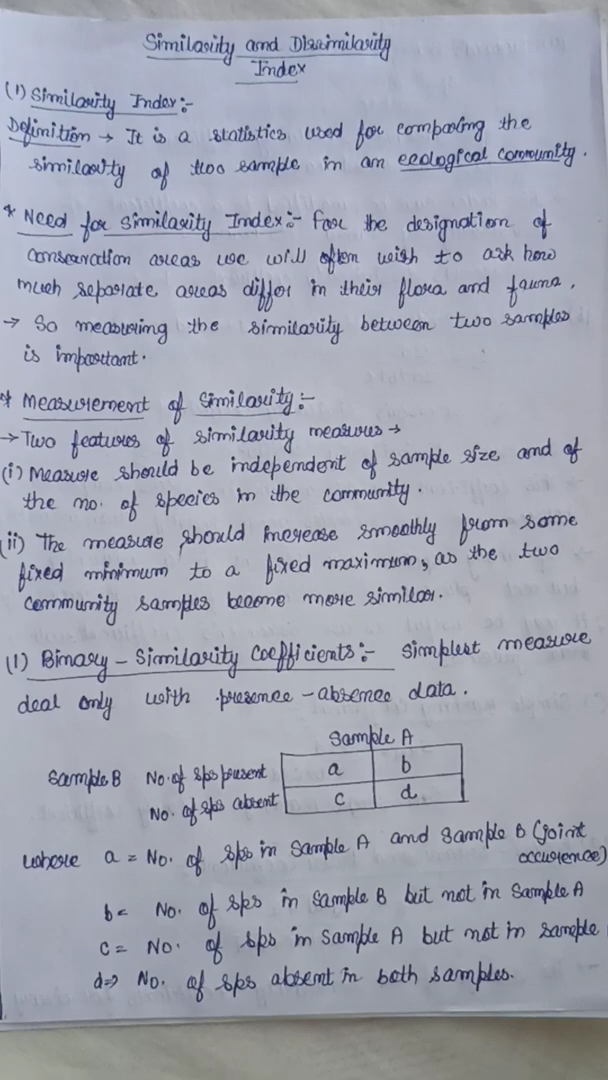 Similarity and Dissimilarity
Index
(1) Similarity Index:-
Definition → It is a statistics used for comparing the
similarity of two sample in an ecological community.
* Need for Similarity Index:- For the designation of
conservation areas we will often wish to ask how
much, separate areas differ in their flora and fauna.
→ So measuring the similarity between two samples
is important.
* Measurement of Similarity:-
→ Two features of similarity measures →
(i) Measure should be independent of sample size and of
the no. of species in the community.
(ii) The measure should increase smoothly from some
fixed minimum to a fixed maximum, as the two
community samples become more similar.
(1) Binary - Similarity Coefficients:- simplest measure
deal only with presence - absence data.
Sample A
Sample B No. of sps present a b
No. of sps absent c d
where a = No. of sps in sample A and sample B (joint
occurence)
b = No. of sps in sample B but not in sample A
c = No. of sps in sample A but not in sample
d ⇒ No. of sps absent in both samples.